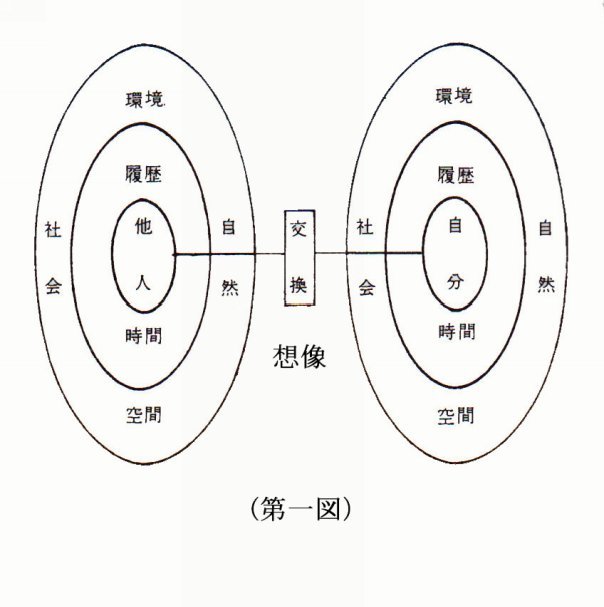 環境
履歴
他人
社会
自然
時間
空間
交換
想像
環境
履歴
自分
社会
自然
時間
空間
（第一図）